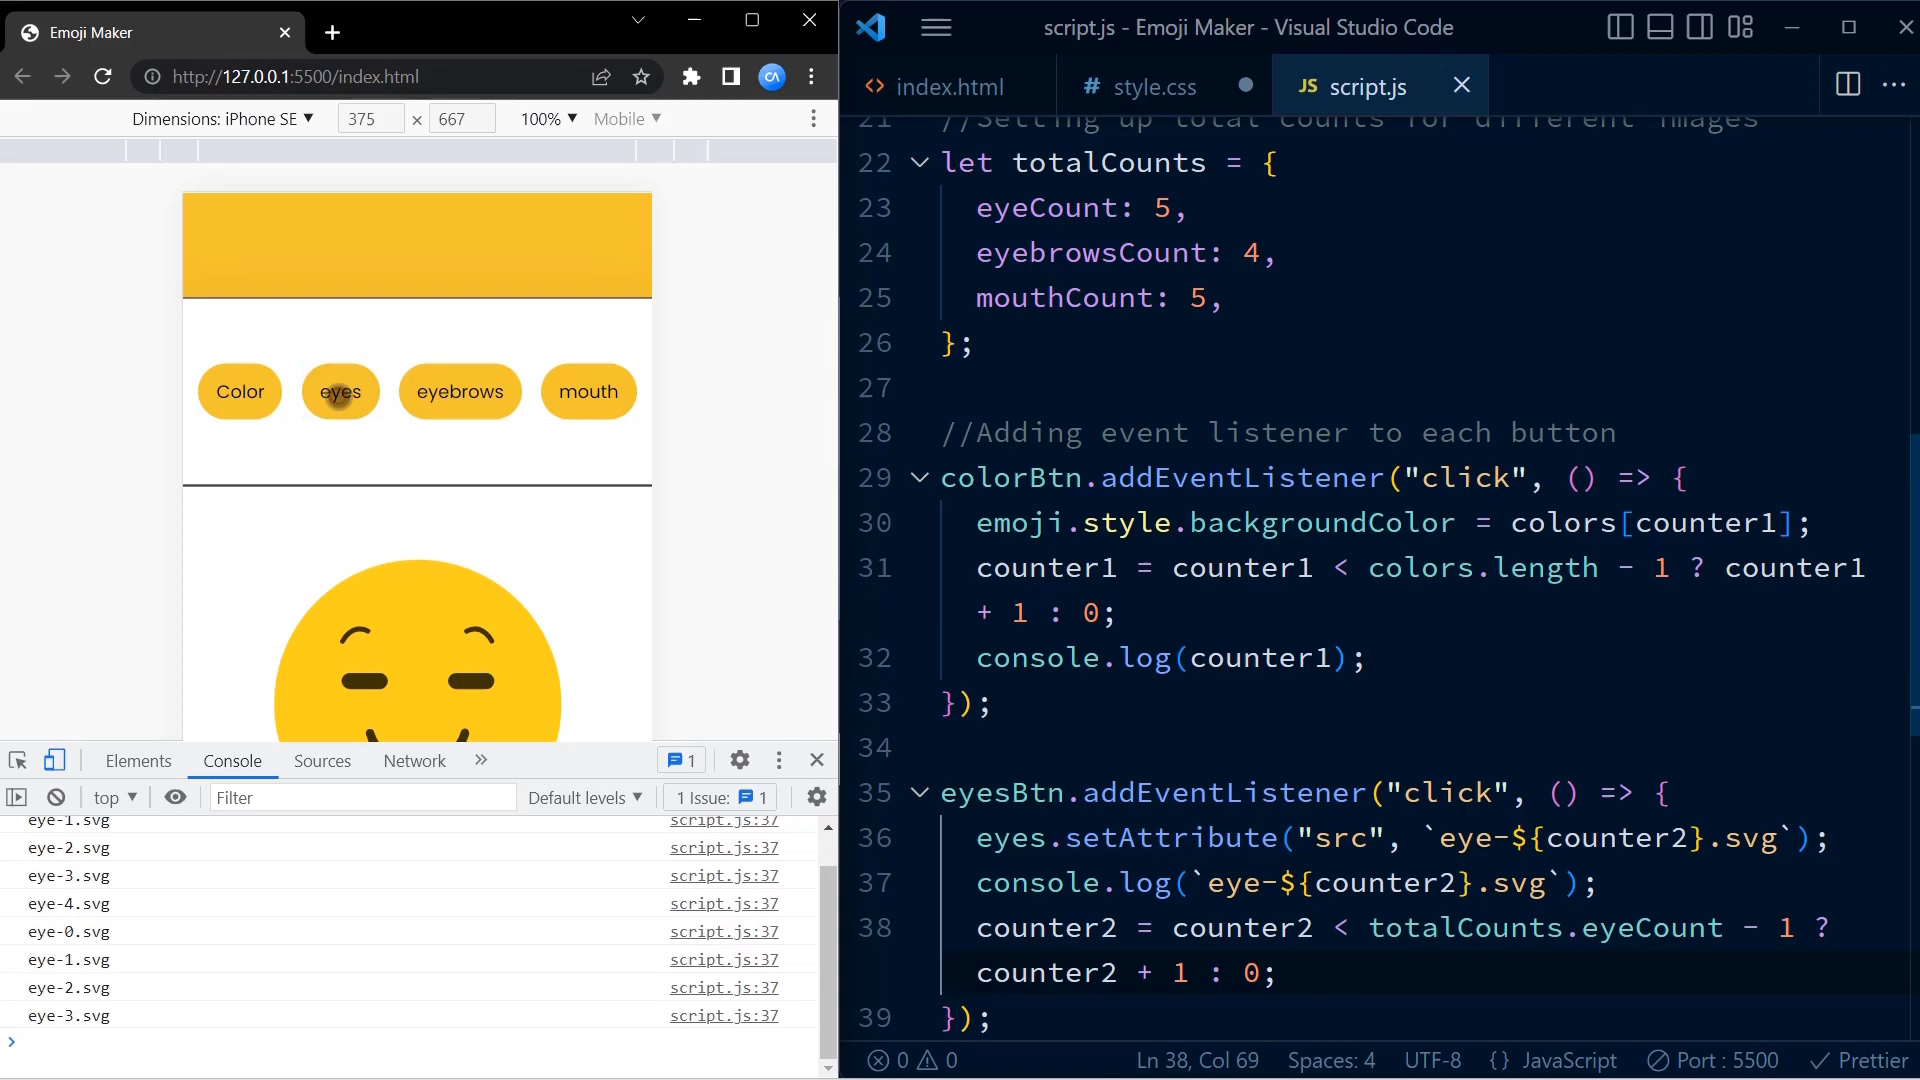 Emoji Maker
http://127.0.0.1:5500/index.html
CA
Dimensions: iPhone SE ▼ 375 × 667 100% ▼ Mobile ▼
Color
eyes
eyebrows
mouth
Elements Console Sources Network » 1
top ▼ Filter Default levels ▼ 1 Issue: 1
eye-1.svg script.js:37
eye-2.svg script.js:37
eye-3.svg script.js:37
eye-4.svg script.js:37
eye-0.svg script.js:37
eye-1.svg script.js:37
eye-2.svg script.js:37
eye-3.svg script.js:37
script.js - Emoji Maker - Visual Studio Code
<> index.html
# style.css
JS script.js
21 //Setting up total counts for different images
22 let totalCounts = {
23 eyeCount: 5,
24 eyebrowsCount: 4,
25 mouthCount: 5,
26 };
27
28 //Adding event listener to each button
29 colorBtn.addEventListener("click", () => {
30 emoji.style.backgroundColor = colors[counter1];
31 counter1 = counter1 < colors.length - 1 ? counter1
+ 1 : 0;
32 console.log(counter1);
33 });
34
35 eyesBtn.addEventListener("click", () => {
36 eyes.setAttribute("src", `eye-${counter2}.svg`);
37 console.log(`eye-${counter2}.svg`);
38 counter2 = counter2 < totalCounts.eyeCount - 1 ?
counter2 + 1 : 0;
39 });
0 0 Ln 38, Col 69 Spaces: 4 UTF-8 {} JavaScript Port : 5500 Prettier